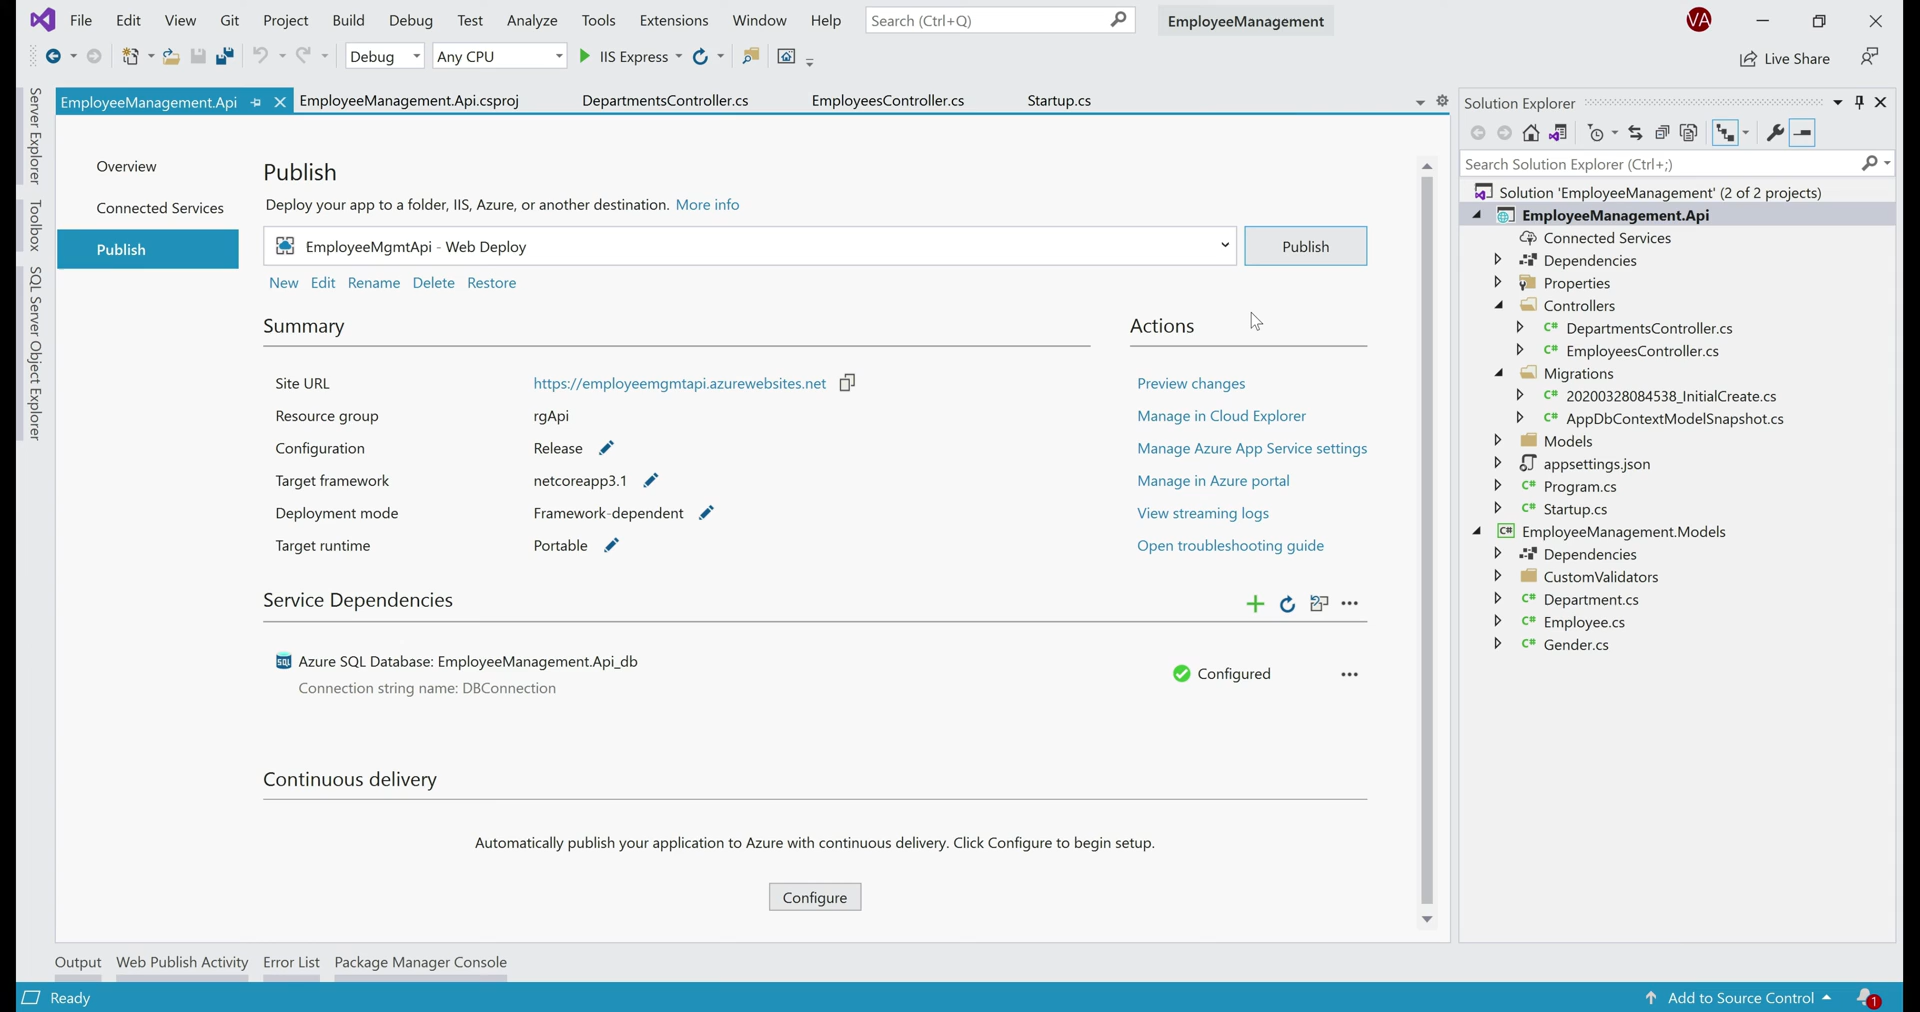 File Edit View Git Project Build Debug Test Analyze Tools Extensions Window Help Search (Ctrl+Q) EmployeeManagement VA
Debug Any CPU IIS Express Live Share
Server Explorer
Toolbox
SQL Server Object Explorer
EmployeeManagement.Api EmployeeManagement.Api.csproj DepartmentsController.cs EmployeesController.cs Startup.cs
Overview
Connected Services
Publish
Publish
Deploy your app to a folder, IIS, Azure, or another destination. More info
EmployeeMgmtApi - Web Deploy Publish
New Edit Rename Delete Restore
Summary
Site URL https://employeemgmtapi.azurewebsites.net
Resource group rgApi
Configuration Release
Target framework netcoreapp3.1
Deployment mode Framework-dependent
Target runtime Portable
Actions
Preview changes
Manage in Cloud Explorer
Manage Azure App Service settings
Manage in Azure portal
View streaming logs
Open troubleshooting guide
Service Dependencies
Azure SQL Database: EmployeeManagement.Api_db
Connection string name: DBConnection
Configured
Continuous delivery
Automatically publish your application to Azure with continuous delivery. Click Configure to begin setup.
Configure
Solution Explorer
Search Solution Explorer (Ctrl+;)
Solution 'EmployeeManagement' (2 of 2 projects)
EmployeeManagement.Api
Connected Services
Dependencies
Properties
Controllers
C# DepartmentsController.cs
C# EmployeesController.cs
Migrations
C# 20200328084538_InitialCreate.cs
C# AppDbContextModelSnapshot.cs
Models
appsettings.json
C# Program.cs
C# Startup.cs
C# EmployeeManagement.Models
Dependencies
CustomValidators
C# Department.cs
C# Employee.cs
C# Gender.cs
Output Web Publish Activity Error List Package Manager Console
Ready Add to Source Control 1